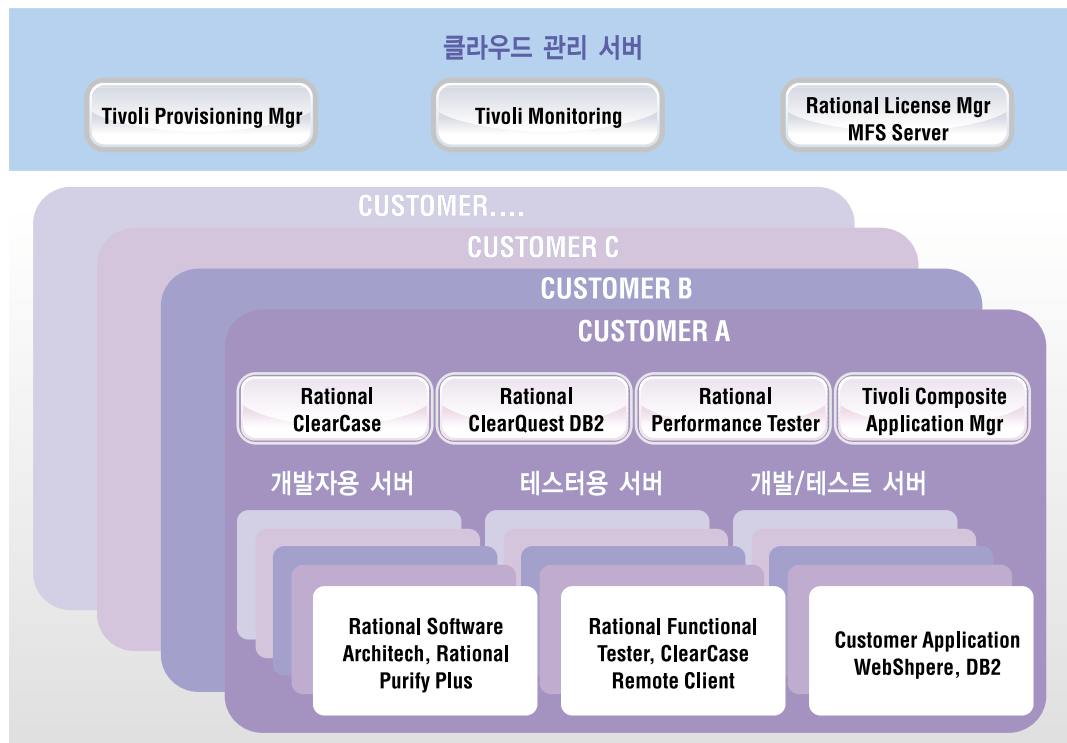 클라우드 관리 서버
Tivoli Provisioning Mgr
Tivoli Monitoring
Rational License Mgr
MFS Server
CUSTOMER....
CUSTOMER C
CUSTOMER B
CUSTOMER A
Rational
ClearCase
Rational
ClearQuest DB2
Rational
Performance Tester
Tivoli Composite
Application Mgr
개발자용 서버
테스터용 서버
개발/테스트 서버
Rational Software
Architech, Rational
Purify Plus
Rational Functional
Tester, ClearCase
Remote Client
Customer Application
WebShpere, DB2